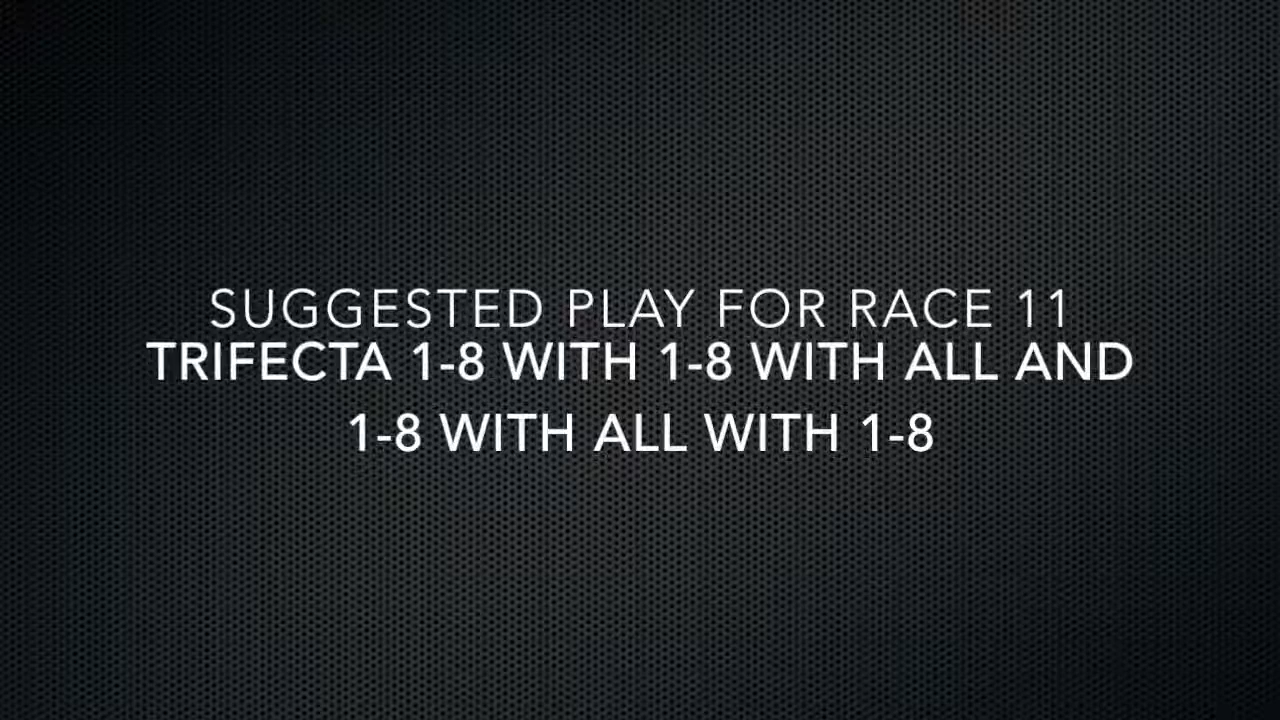 SUGGESTED PLAY FOR RACE 11
TRIFECTA 1-8 WITH 1-8 WITH ALL AND
1-8 WITH ALL WITH 1-8